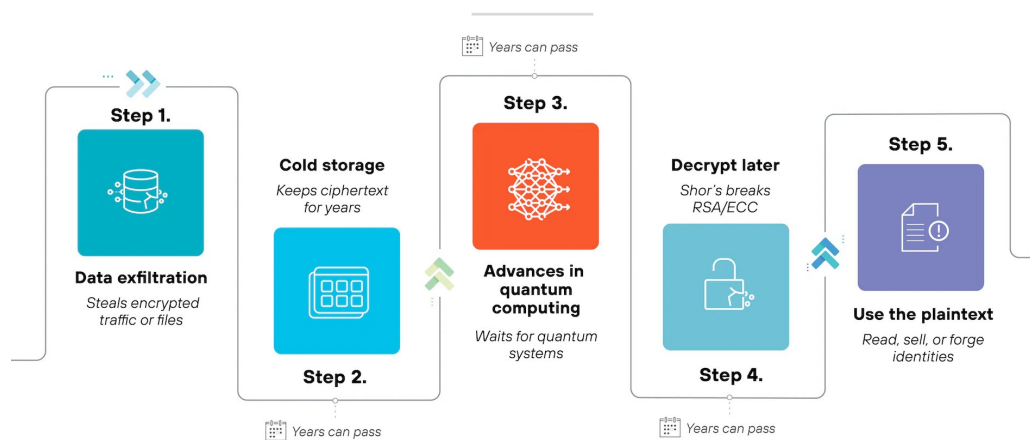 Years can pass
Step 1.
Data exfiltration
Steals encrypted
traffic or files
Cold storage
Keeps ciphertext
for years
Step 2.
Years can pass
Step 3.
Advances in
quantum
computing
Waits for quantum
systems
Decrypt later
Shor's breaks
RSA/ECC
Step 4.
Years can pass
Step 5.
Use the plaintext
Read, sell, or forge
identities